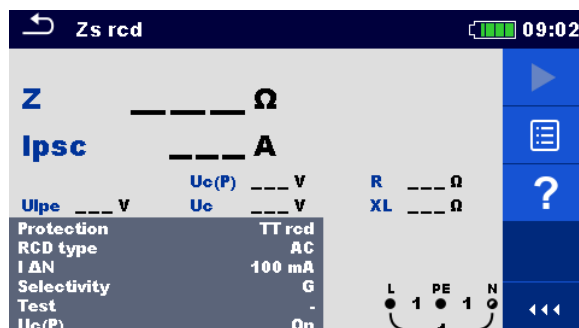 Zs rcd 09:02
Z ___ Ω
Ipsc ___ A
Uc(P) ___ V R ___ Ω
Ulpe ___ V Uc ___ V XL ___ Ω
Protection TT rcd
RCD type AC
I ΔN 100 mA
Selectivity G
Test -
Uc(P) On
L PE N
1 1
1
?